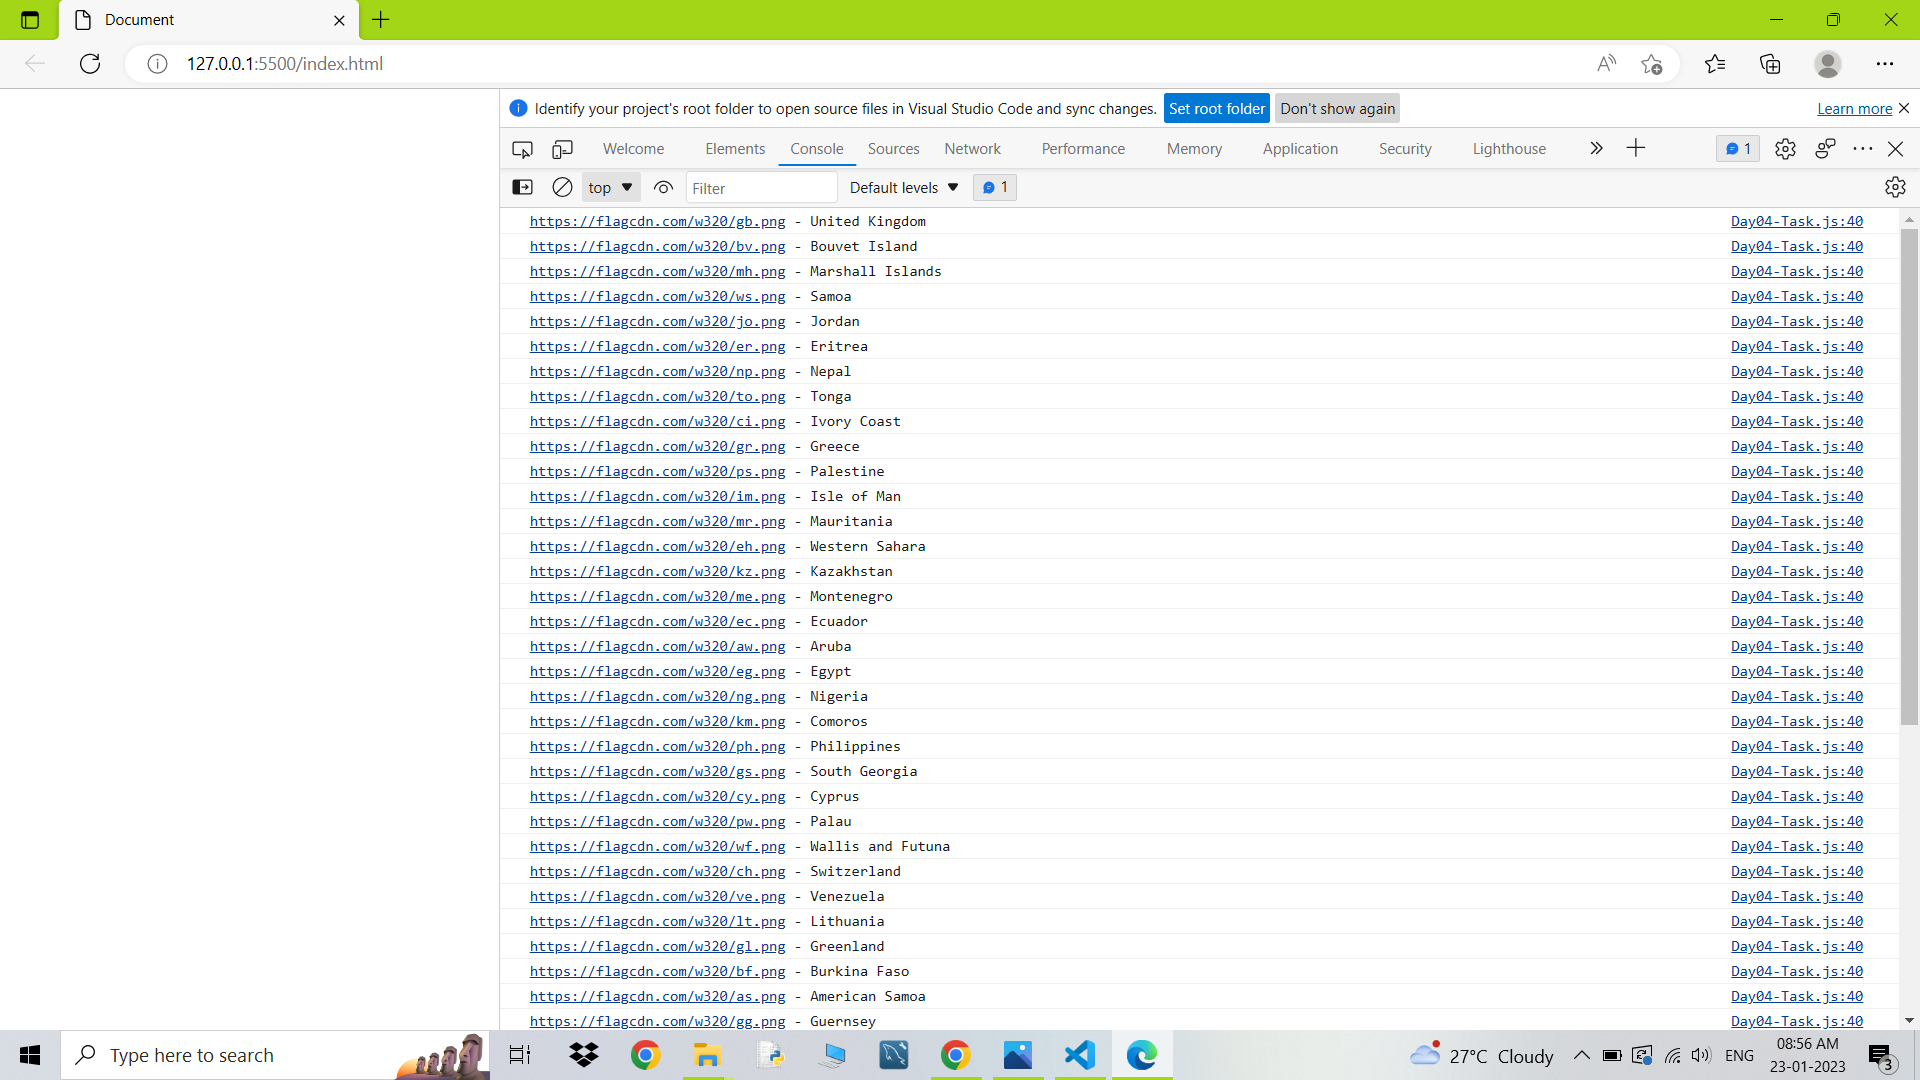 Document
127.0.0.1:5500/index.html
Identify your project's root folder to open source files in Visual Studio Code and sync changes. Set root folder Don't show again Learn more
Welcome Elements Console Sources Network Performance Memory Application Security Lighthouse 1
top Filter Default levels 1
https://flagcdn.com/w320/gb.png - United Kingdom Day04-Task.js:40
https://flagcdn.com/w320/bv.png - Bouvet Island Day04-Task.js:40
https://flagcdn.com/w320/mh.png - Marshall Islands Day04-Task.js:40
https://flagcdn.com/w320/ws.png - Samoa Day04-Task.js:40
https://flagcdn.com/w320/jo.png - Jordan Day04-Task.js:40
https://flagcdn.com/w320/er.png - Eritrea Day04-Task.js:40
https://flagcdn.com/w320/np.png - Nepal Day04-Task.js:40
https://flagcdn.com/w320/to.png - Tonga Day04-Task.js:40
https://flagcdn.com/w320/ci.png - Ivory Coast Day04-Task.js:40
https://flagcdn.com/w320/gr.png - Greece Day04-Task.js:40
https://flagcdn.com/w320/ps.png - Palestine Day04-Task.js:40
https://flagcdn.com/w320/im.png - Isle of Man Day04-Task.js:40
https://flagcdn.com/w320/mr.png - Mauritania Day04-Task.js:40
https://flagcdn.com/w320/eh.png - Western Sahara Day04-Task.js:40
https://flagcdn.com/w320/kz.png - Kazakhstan Day04-Task.js:40
https://flagcdn.com/w320/me.png - Montenegro Day04-Task.js:40
https://flagcdn.com/w320/ec.png - Ecuador Day04-Task.js:40
https://flagcdn.com/w320/aw.png - Aruba Day04-Task.js:40
https://flagcdn.com/w320/eg.png - Egypt Day04-Task.js:40
https://flagcdn.com/w320/ng.png - Nigeria Day04-Task.js:40
https://flagcdn.com/w320/km.png - Comoros Day04-Task.js:40
https://flagcdn.com/w320/ph.png - Philippines Day04-Task.js:40
https://flagcdn.com/w320/gs.png - South Georgia Day04-Task.js:40
https://flagcdn.com/w320/cy.png - Cyprus Day04-Task.js:40
https://flagcdn.com/w320/pw.png - Palau Day04-Task.js:40
https://flagcdn.com/w320/wf.png - Wallis and Futuna Day04-Task.js:40
https://flagcdn.com/w320/ch.png - Switzerland Day04-Task.js:40
https://flagcdn.com/w320/ve.png - Venezuela Day04-Task.js:40
https://flagcdn.com/w320/lt.png - Lithuania Day04-Task.js:40
https://flagcdn.com/w320/gl.png - Greenland Day04-Task.js:40
https://flagcdn.com/w320/bf.png - Burkina Faso Day04-Task.js:40
https://flagcdn.com/w320/as.png - American Samoa Day04-Task.js:40
https://flagcdn.com/w320/gg.png - Guernsey Day04-Task.js:40
Type here to search 27°C Cloudy ENG 08:56 AM
23-01-2023 3